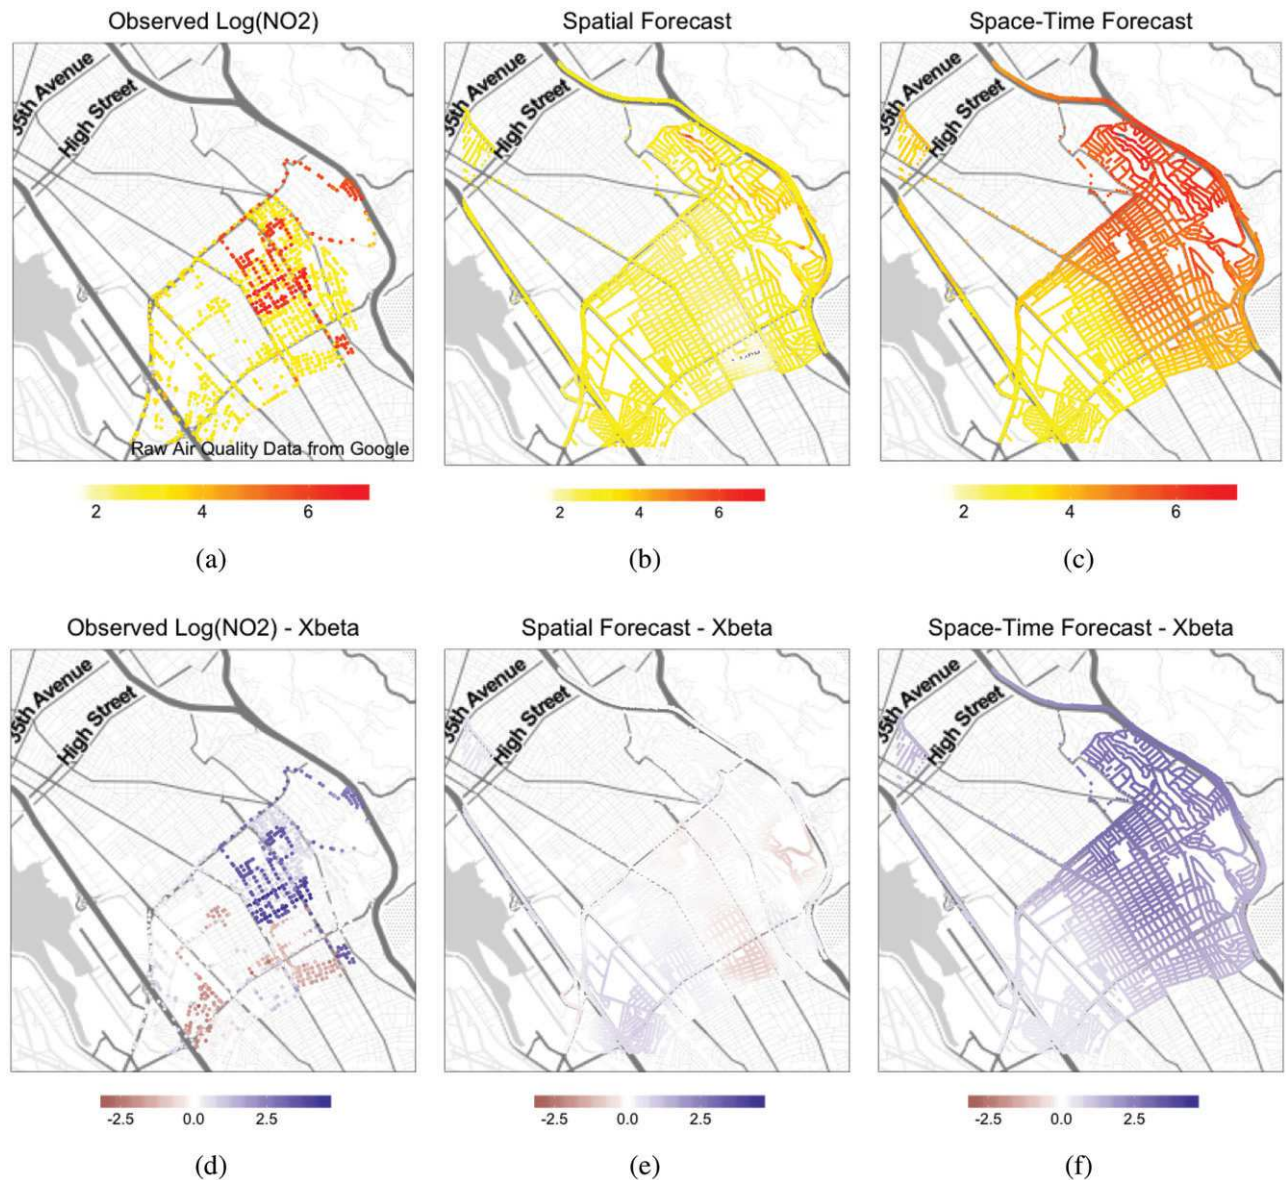 Observed Log(NO2)
Spatial Forecast
Space-Time Forecast
35th Avenue
High Street
35th Avenue
High Street
35th Avenue
High Street
Raw Air Quality Data from Google
2 4 6
2 4 6
2 4 6
(a)
(b)
(c)
Observed Log(NO2) - Xbeta
Spatial Forecast - Xbeta
Space-Time Forecast - Xbeta
35th Avenue
High Street
35th Avenue
High Street
35th Avenue
High Street
-2.5 0.0 2.5
-2.5 0.0 2.5
-2.5 0.0 2.5
(d)
(e)
(f)